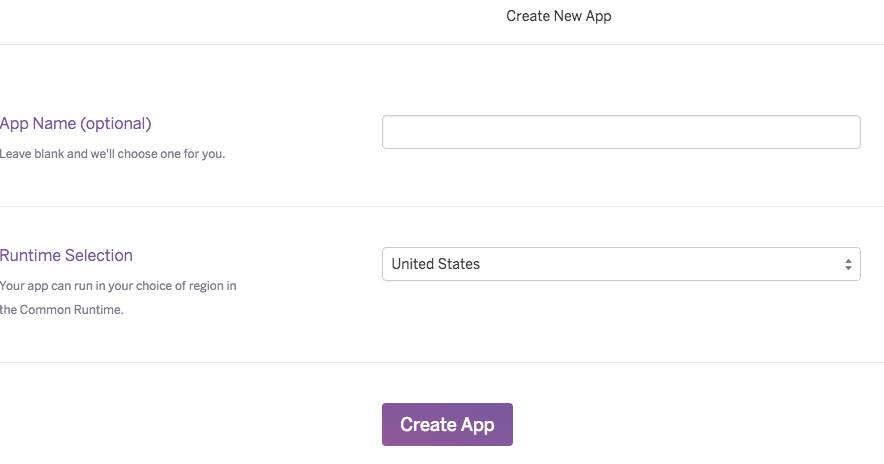 Create New App
App Name (optional)
Leave blank and we'll choose one for you.
Runtime Selection
United States
Your app can run in your choice of region in
the Common Runtime.
Create App